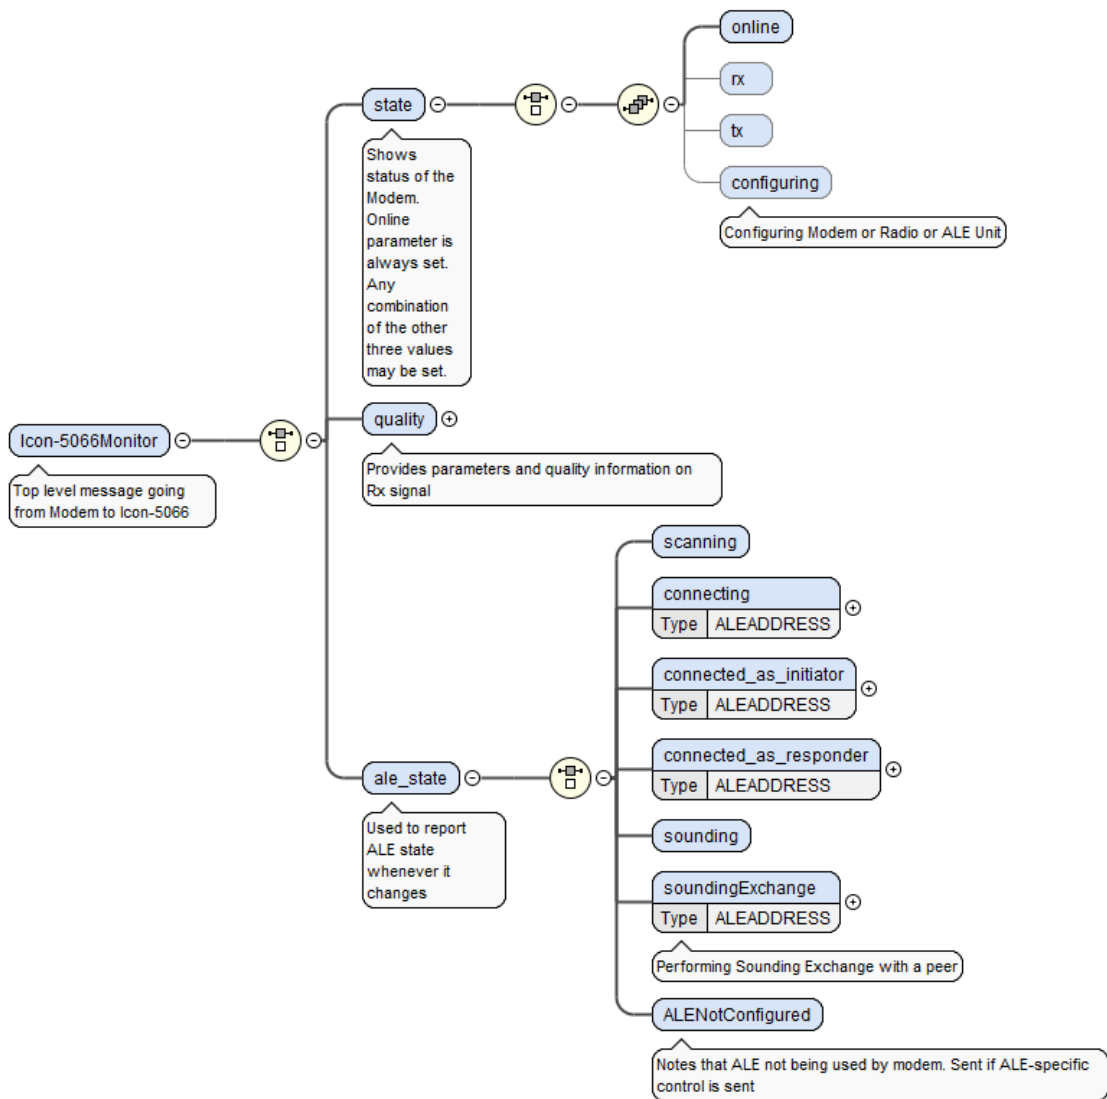 Icon-5066Monitor
Top level message going
from Modem to Icon-5066
state
Shows
status of the
Modem.
Online
parameter is
always set.
Any
combination
of the other
three values
may be set.
online
rx
tx
configuring
Configuring Modem or Radio or ALE Unit
quality
Provides parameters and quality information on
Rx signal
ale_state
Used to report
ALE state
whenever it
changes
scanning
connecting
Type ALEADDRESS
connected_as_initiator
Type ALEADDRESS
connected_as_responder
Type ALEADDRESS
sounding
soundingExchange
Type ALEADDRESS
Performing Sounding Exchange with a peer
ALENotConfigured
Notes that ALE not being used by modem. Sent if ALE-specific
control is sent